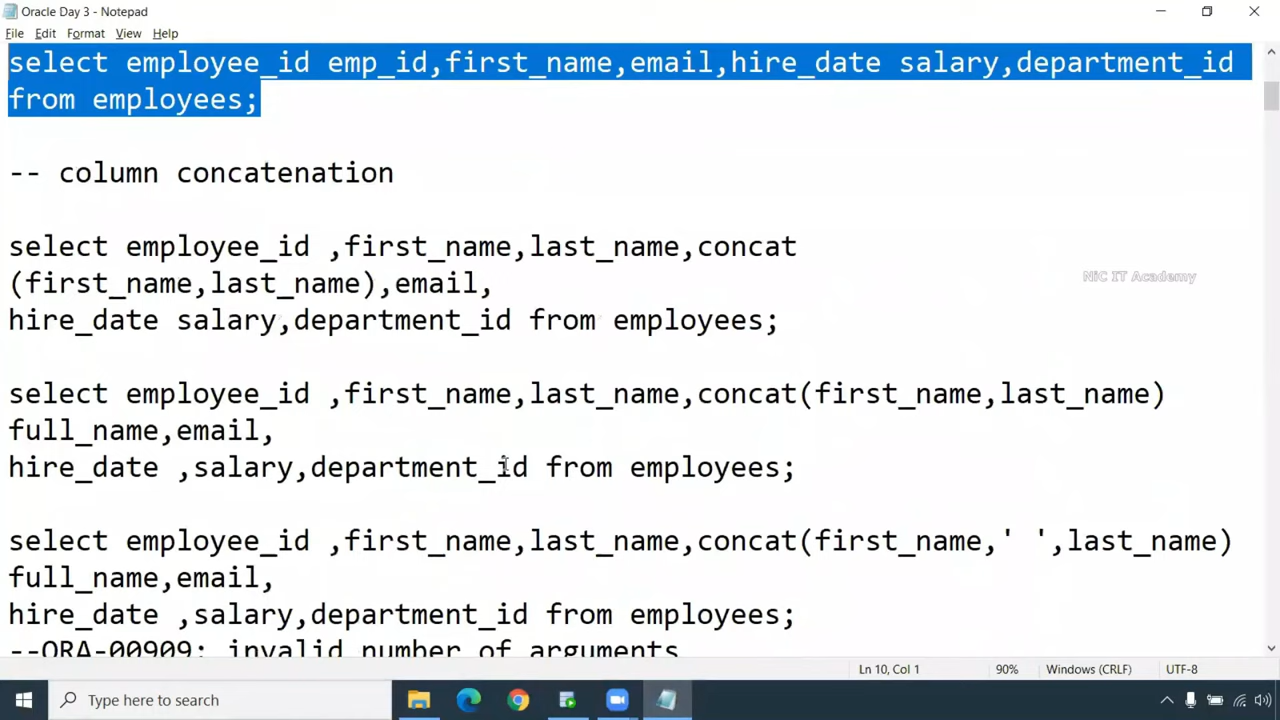 Oracle Day 3 - Notepad
File Edit Format View Help
select employee_id emp_id,first_name,email,hire_date salary,department_id
from employees;
-- column concatenation
select employee_id ,first_name,last_name,concat
(first_name,last_name),email,
hire_date salary,department_id from employees;
NiC IT Academy
select employee_id ,first_name,last_name,concat(first_name,last_name)
full_name,email,
hire_date ,salary,department_id from employees;
select employee_id ,first_name,last_name,concat(first_name,' ',last_name)
full_name,email,
hire_date ,salary,department_id from employees;
--ORA-00909: invalid number of arguments
Ln 10, Col 1 90% Windows (CRLF) UTF-8
Type here to search